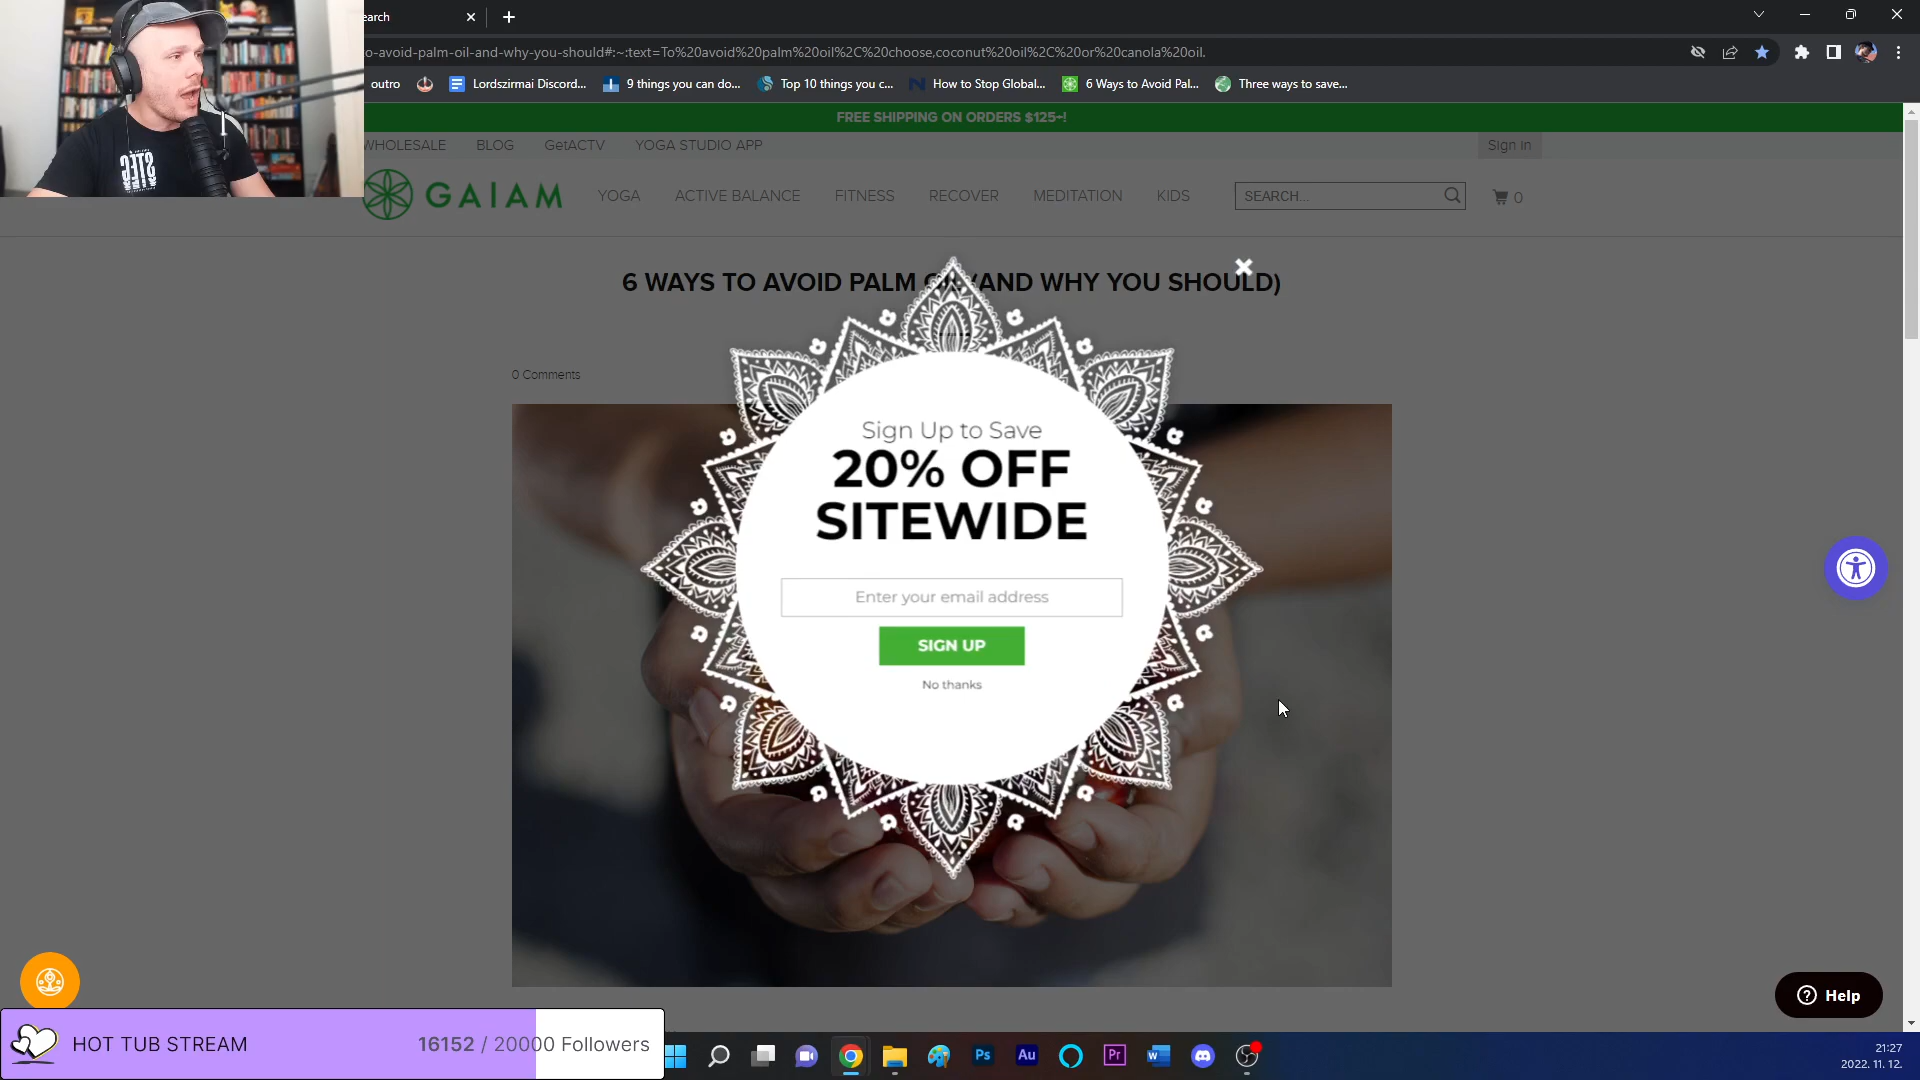 earch
o-avoid-palm-oil-and-why-you-should#:~:text=To%20avoid%20palm%20oil%2C%20choose,coconut%20oil%2C%20or%20canola%20oil.
outro
Lordszirmai Discord...
9 things you can do...
Top 10 things you c...
How to Stop Global...
6 Ways to Avoid Pal...
Three ways to save...
FREE SHIPPING ON ORDERS $125+!
WHOLESALE BLOG GetACTV YOGA STUDIO APP Sign In
GAIAM
YOGA ACTIVE BALANCE FITNESS RECOVER MEDITATION KIDS SEARCH... 0
6 WAYS TO AVOID PALM (AND WHY YOU SHOULD)
0 Comments
Sign Up to Save
20% OFF
SITEWIDE
Enter your email address
SIGN UP
No thanks
Help
HOT TUB STREAM 16152 / 20000 Followers
Ps Au Pr W
21:27
2022. 11. 12.